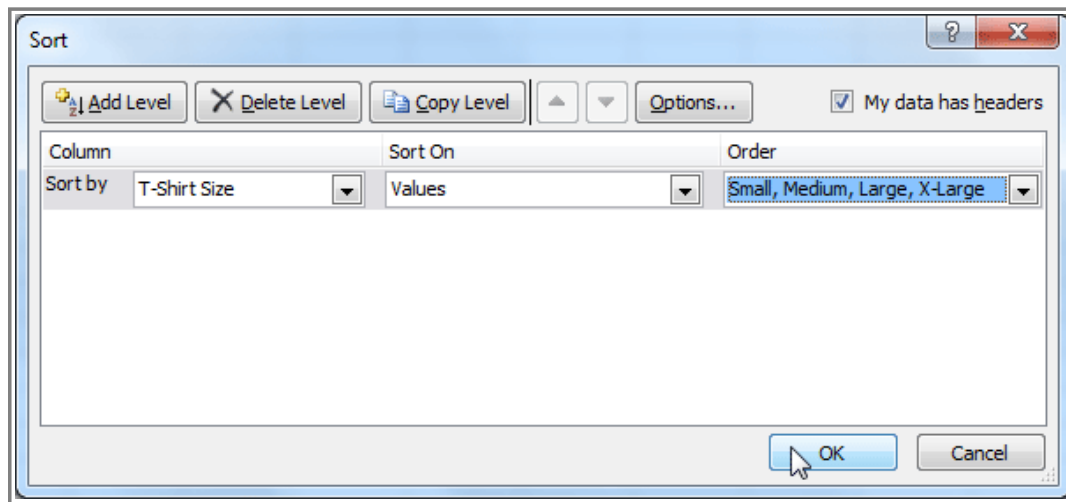 Sort
Add Level Delete Level Copy Level Options... My data has headers
Column Sort On Order
Sort by T-Shirt Size Values Small, Medium, Large, X-Large
OK Cancel